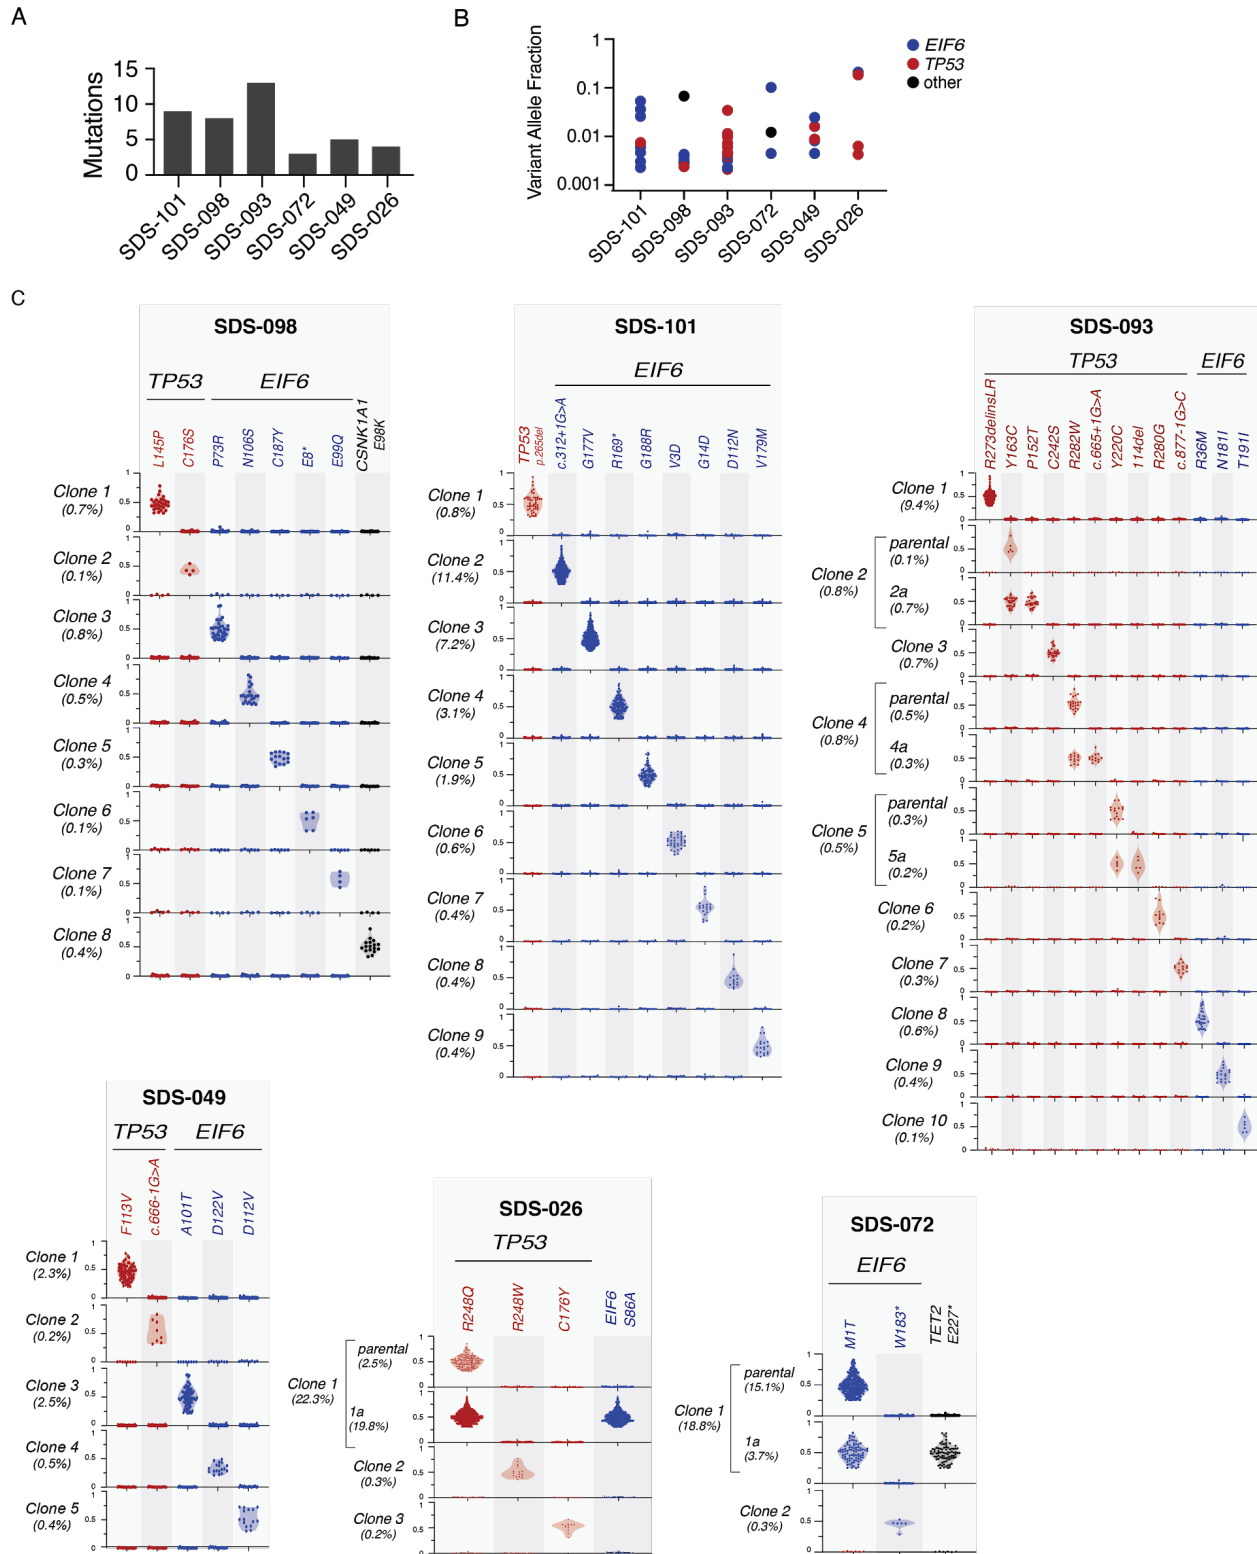 A
Mutations
15
10
5
0
SDS-101
SDS-098
SDS-093
SDS-072
SDS-049
SDS-026
B
Variant Allele Fraction
1
0.1
0.01
0.001
SDS-101
SDS-098
SDS-093
SDS-072
SDS-049
SDS-026
EIF6
TP53
other
C
SDS-098
TP53
EIF6
CSNK1A1
E98K
L145P
C176S
P73R
N106S
C187Y
E8*
E99Q
Clone 1
(0.7%)
Clone 2
(0.1%)
Clone 3
(0.8%)
Clone 4
(0.5%)
Clone 5
(0.3%)
Clone 6
(0.1%)
Clone 7
(0.1%)
Clone 8
(0.4%)
SDS-101
EIF6
TP53
p.265del
c.312+1G>A
G177V
R169*
G188R
V3D
G14D
D112N
V179M
Clone 1
(0.8%)
Clone 2
(11.4%)
Clone 3
(7.2%)
Clone 4
(3.1%)
Clone 5
(1.9%)
Clone 6
(0.6%)
Clone 7
(0.4%)
Clone 8
(0.4%)
Clone 9
(0.4%)
SDS-093
TP53
EIF6
R273delinsLR
Y163C
P152T
C242S
R282W
c.665+1G>A
Y220C
114del
R280G
c.877-1G>C
R36M
N181I
T191I
Clone 1
(9.4%)
Clone 2
(0.8%)
parental
(0.1%)
2a
(0.7%)
Clone 3
(0.7%)
Clone 4
(0.8%)
parental
(0.5%)
4a
(0.3%)
Clone 5
(0.5%)
parental
(0.3%)
5a
(0.2%)
Clone 6
(0.2%)
Clone 7
(0.3%)
Clone 8
(0.6%)
Clone 9
(0.4%)
Clone 10
(0.1%)
SDS-049
TP53
EIF6
F113V
c.666-1G>A
A101T
D122V
D112V
Clone 1
(2.3%)
Clone 2
(0.2%)
Clone 3
(2.5%)
Clone 4
(0.5%)
Clone 5
(0.4%)
SDS-026
TP53
R248Q
R248W
C176Y
EIF6
S86A
Clone 1
(22.3%)
parental
(2.5%)
1a
(19.8%)
Clone 2
(0.3%)
Clone 3
(0.2%)
SDS-072
EIF6
M1T
W183*
TET2
E227*
Clone 1
(18.8%)
parental
(15.1%)
1a
(3.7%)
Clone 2
(0.3%)